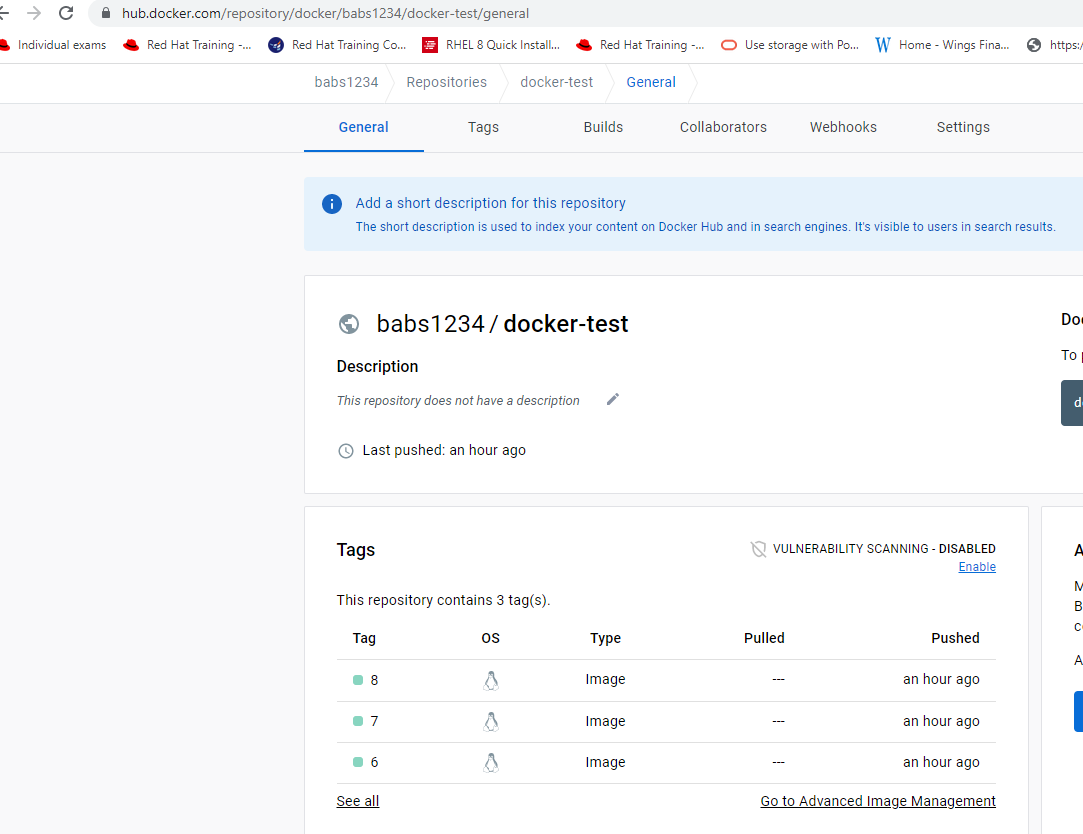 hub.docker.com/repository/docker/babs1234/docker-test/general
Individual exams Red Hat Training -... Red Hat Training Co... RHEL 8 Quick Install... Red Hat Training -... Use storage with Po... W Home - Wings Fina... https:/
babs1234 Repositories docker-test General
General Tags Builds Collaborators Webhooks Settings
Add a short description for this repository
The short description is used to index your content on Docker Hub and in search engines. It's visible to users in search results.
babs1234 / docker-test
Description
This repository does not have a description
Last pushed: an hour ago
Doc
To p
d
Tags
VULNERABILITY SCANNING - DISABLED
Enable
This repository contains 3 tag(s).
Tag OS Type Pulled Pushed
8 Image --- an hour ago
7 Image --- an hour ago
6 Image --- an hour ago
See all Go to Advanced Image Management
A
M
B
c
A